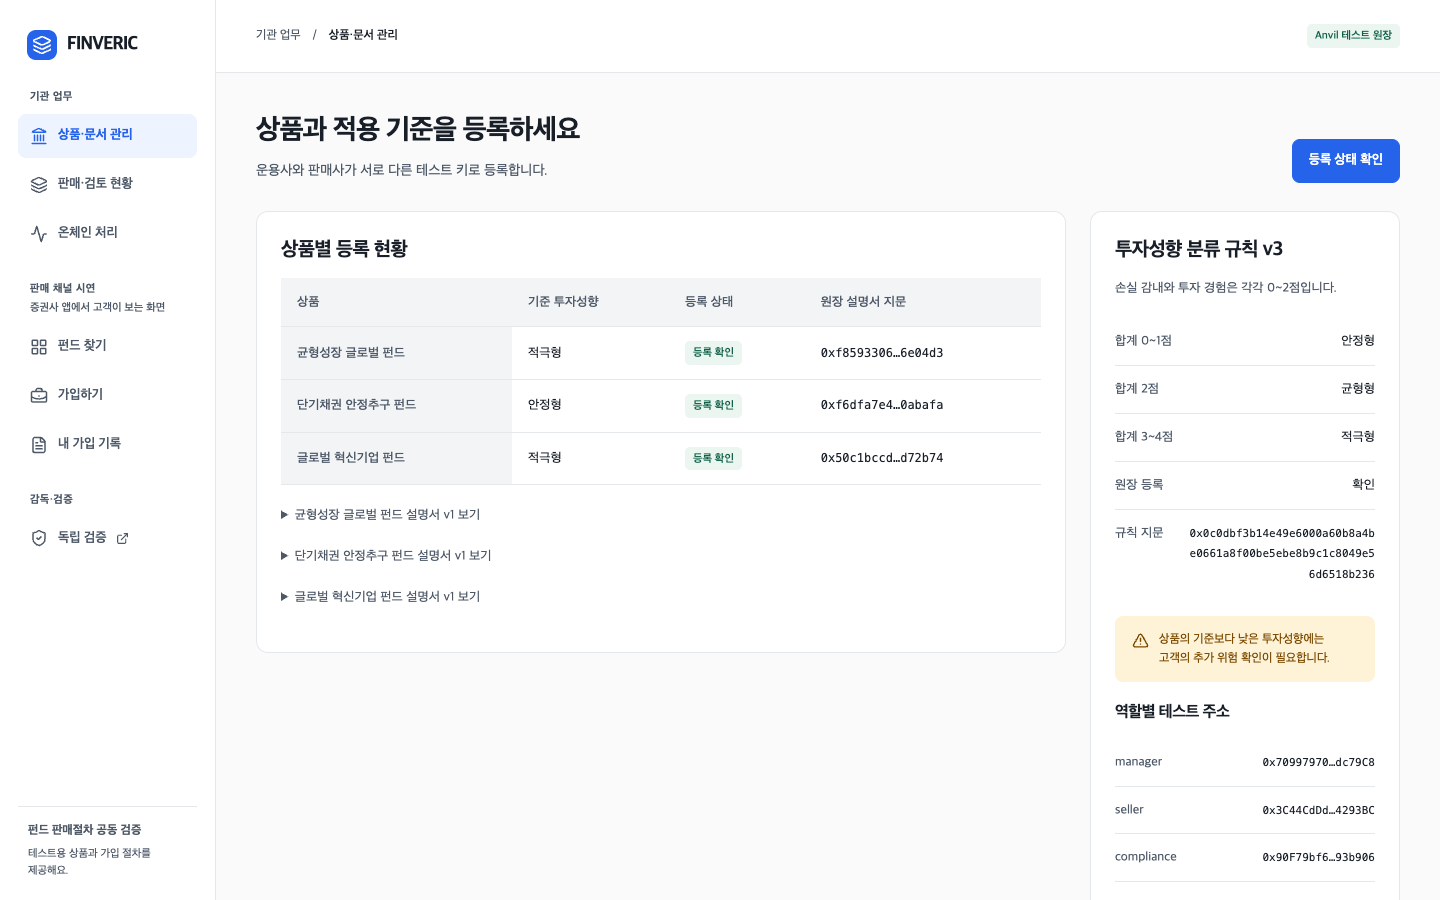 FINVERIC
기관 업무
상품·문서 관리
판매·검토 현황
온체인 처리
판매 채널 시연
증권사 앱에서 고객이 보는 화면
펀드 찾기
가입하기
내 가입 기록
감독·검증
독립 검증
펀드 판매절차 공동 검증
테스트용 상품과 가입 절차를
제공해요.
기관 업무 / 상품·문서 관리
Anvil 테스트 원장
상품과 적용 기준을 등록하세요
운용사와 판매사가 서로 다른 테스트 키로 등록합니다.
등록 상태 확인
상품별 등록 현황
상품 기준 투자성향 등록 상태 원장 설명서 지문
균형성장 글로벌 펀드 적극형 등록 확인 0xf8593306…6e04d3
단기채권 안정추구 펀드 안정형 등록 확인 0xf6dfa7e4…0abafa
글로벌 혁신기업 펀드 적극형 등록 확인 0x50c1bccd…d72b74
균형성장 글로벌 펀드 설명서 v1 보기
단기채권 안정추구 펀드 설명서 v1 보기
글로벌 혁신기업 펀드 설명서 v1 보기
투자성향 분류 규칙 v3
손실 감내와 투자 경험은 각각 0~2점입니다.
합계 0~1점 안정형
합계 2점 균형형
합계 3~4점 적극형
원장 등록 확인
규칙 지문 0x0c0dbf3b14e49e6000a60b8a4b
e0661a8f00be5ebe8b9c1c8049e5
6d6518b236
상품의 기준보다 낮은 투자성향에는
고객의 추가 위험 확인이 필요합니다.
역할별 테스트 주소
manager 0x70997970…dc79C8
seller 0x3C44CdDd…4293BC
compliance 0x90F79bf6…93b906